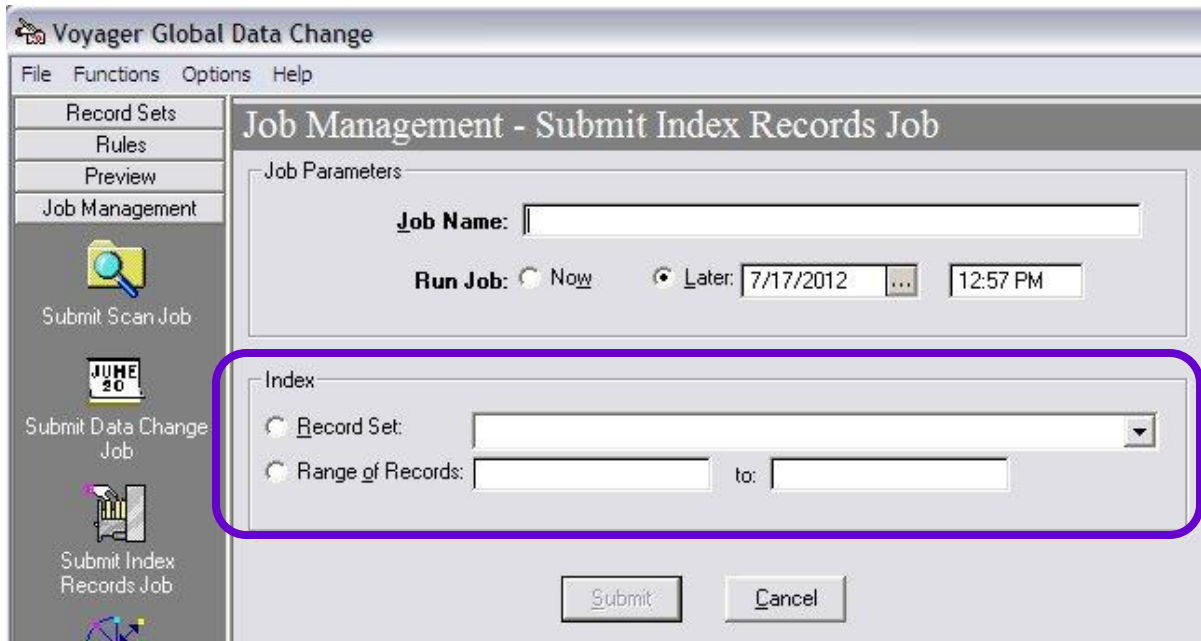 Voyager Global Data Change
File Functions Options Help
Record Sets
Rules
Preview
Job Management
Submit Scan Job
JUNE
20
Submit Data Change
Job
Submit Index
Records Job
Job Management - Submit Index Records Job
Job Parameters
Job Name:
Run Job: Now Later: 7/17/2012 ... 12:57 PM
Index
Record Set:
Range of Records: to:
Submit Cancel